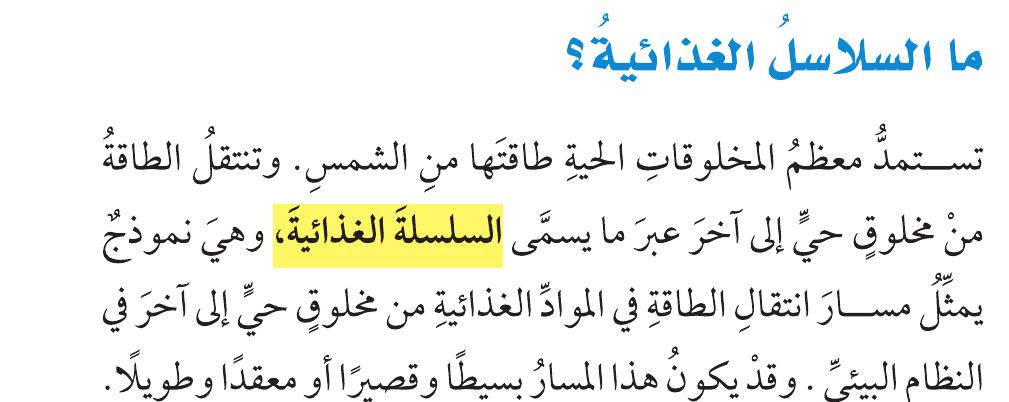 ما السلاسلُ الغذائيةُ؟
تستمدُّ معظمُ المخلوقاتِ الحيةِ طاقتَها منِ الشمسِ. وتنتقلُ الطاقةُ
منْ مخلوقٍ حيٍّ إلى آخرَ عبرَ ما يسمَّى السلسلةَ الغذائيةَ، وهيَ نموذجٌ
يمثِّلُ مسارَ انتقالِ الطاقةِ في الموادِّ الغذائيةِ من مخلوقٍ حيٍّ إلى آخرَ في
النظامِ البيئيِّ . وقدْ يكونُ هذا المسارُ بسيطًا وقصيرًا أو معقدًا وطويلًا.